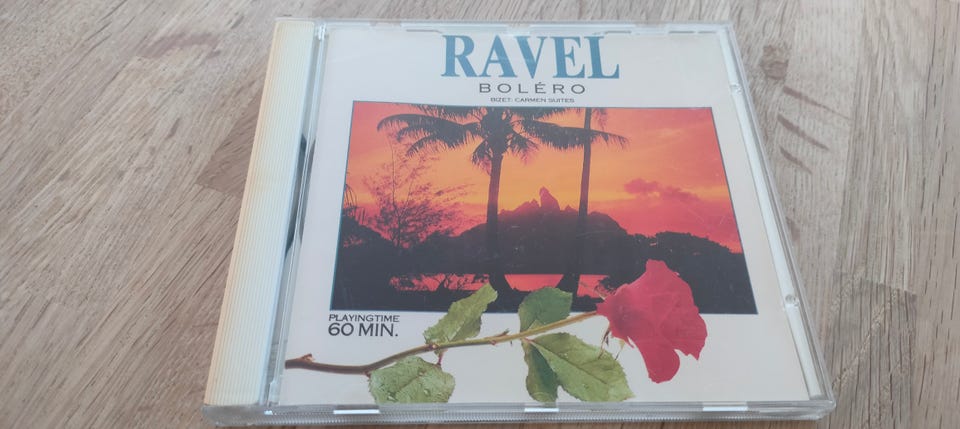 RAVEL
BOLÉRO
BIZET: CARMEN SUITES
PLAYINGTIME
60 MIN.